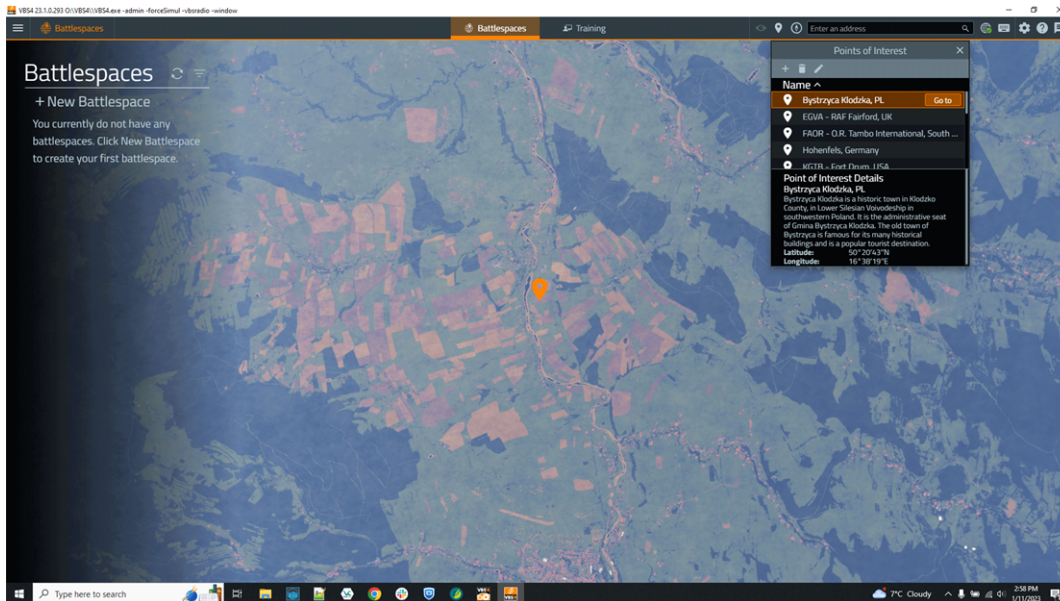 VBS4 23.1.0.293 O:\VBS4\\VBS4.exe -admin -forceSimul -vbsradio -window
Battlespaces
Battlespaces
Training
Enter an address
Battlespaces
+ New Battlespace
You currently do not have any
battlespaces. Click New Battlespace
to create your first battlespace.
Points of Interest
Name
Bystrzyca Klodzka, PL
Go to
EGVA - RAF Fairford, UK
FAOR - O.R. Tambo International, South ...
Hohenfels, Germany
KGTB - Fort Drum, USA
Point of Interest Details
Bystrzyca Klodzka, PL
Bystrzyca Klodzka is a historic town in Klodzko
County, in Lower Silesian Voivodeship in
southwestern Poland. It is the administrative seat
of Gmina Bystrzyca Klodzka. The old town of
Bystrzyca is famous for its many historical
buildings and is a popular tourist destination.
Latitude: 50°20'43"N
Longitude: 16°38'19"E
Type here to search
7°C Cloudy
2:58 PM
1/11/2023